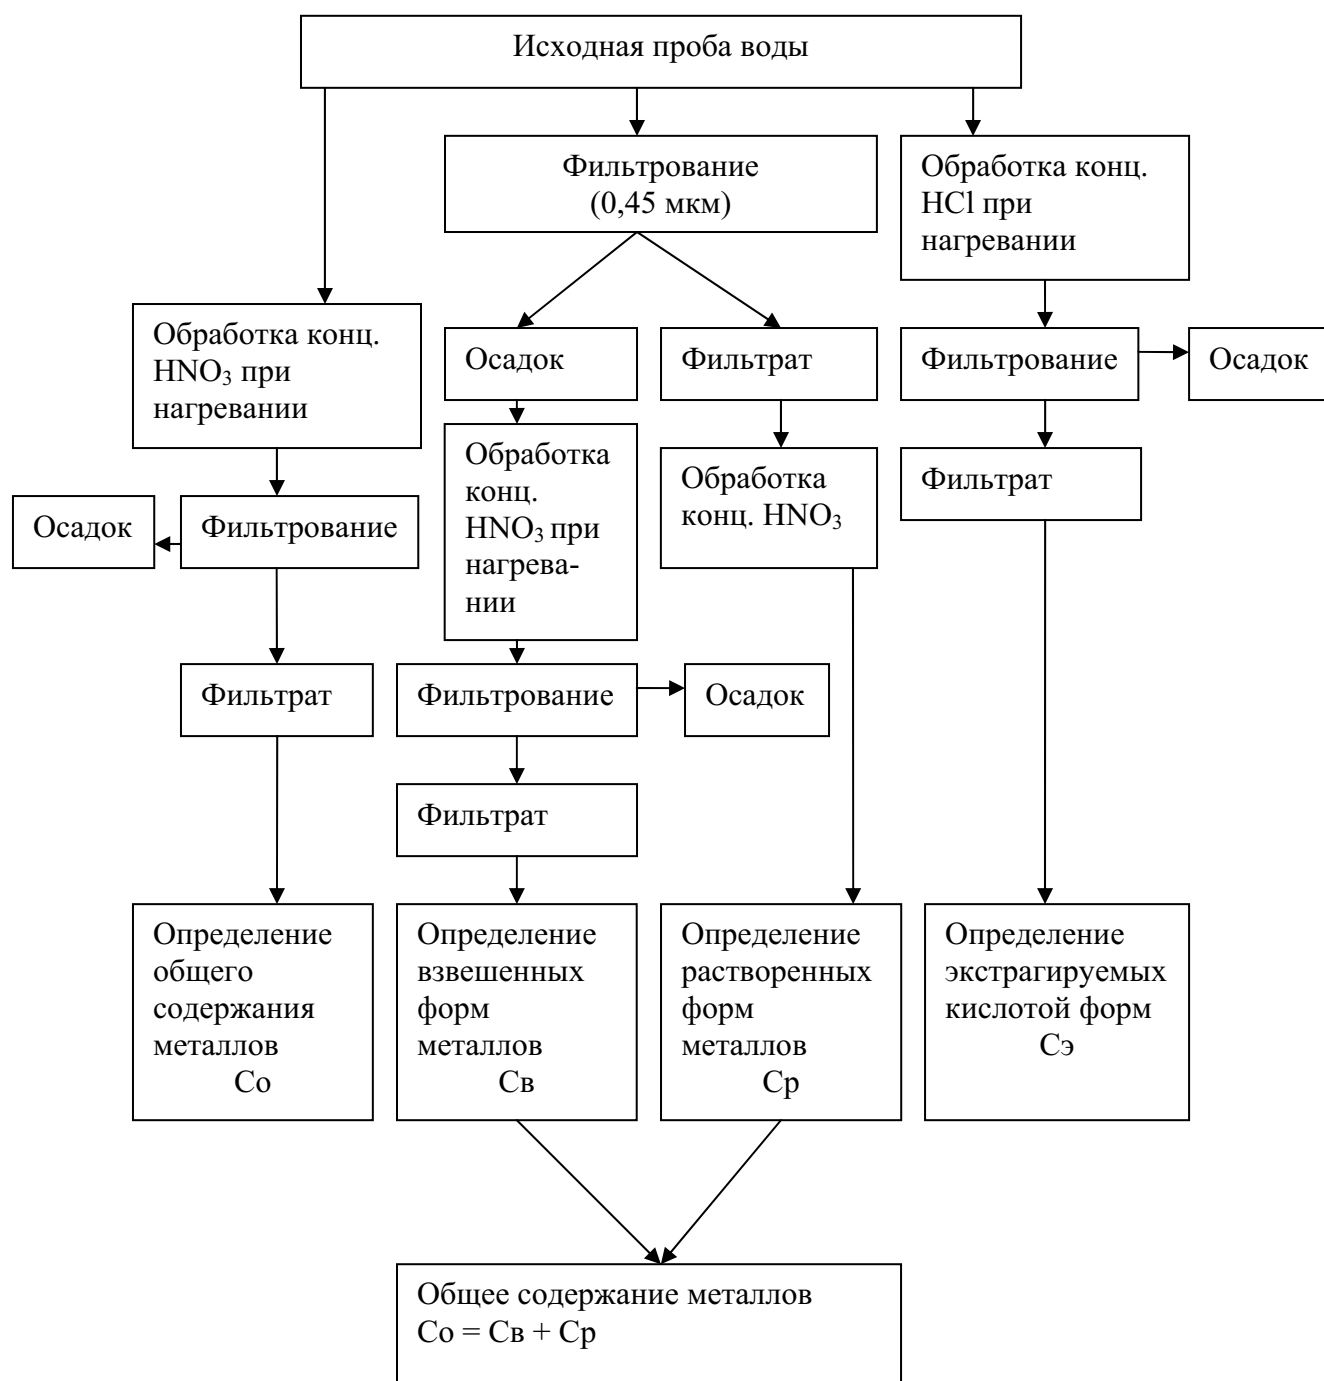 Исходная проба воды
Фильтрование
(0,45 мкм)
Обработка конц.
HCl при
нагревании
Обработка конц.
HNO₃ при
нагревании
Осадок
Фильтрат
Фильтрование
Осадок
Обработка
конц.
HNO₃ при
нагрева-
нии
Обработка
конц. HNO₃
Фильтрат
Осадок
Фильтрование
Фильтрат
Фильтрование
Осадок
Фильтрат
Определение
общего
содержания
металлов
Со
Определение
взвешенных
форм
металлов
Св
Определение
растворенных
форм
металлов
Ср
Определение
экстрагируемых
кислотой форм
Сэ
Общее содержание металлов
Со = Св + Ср